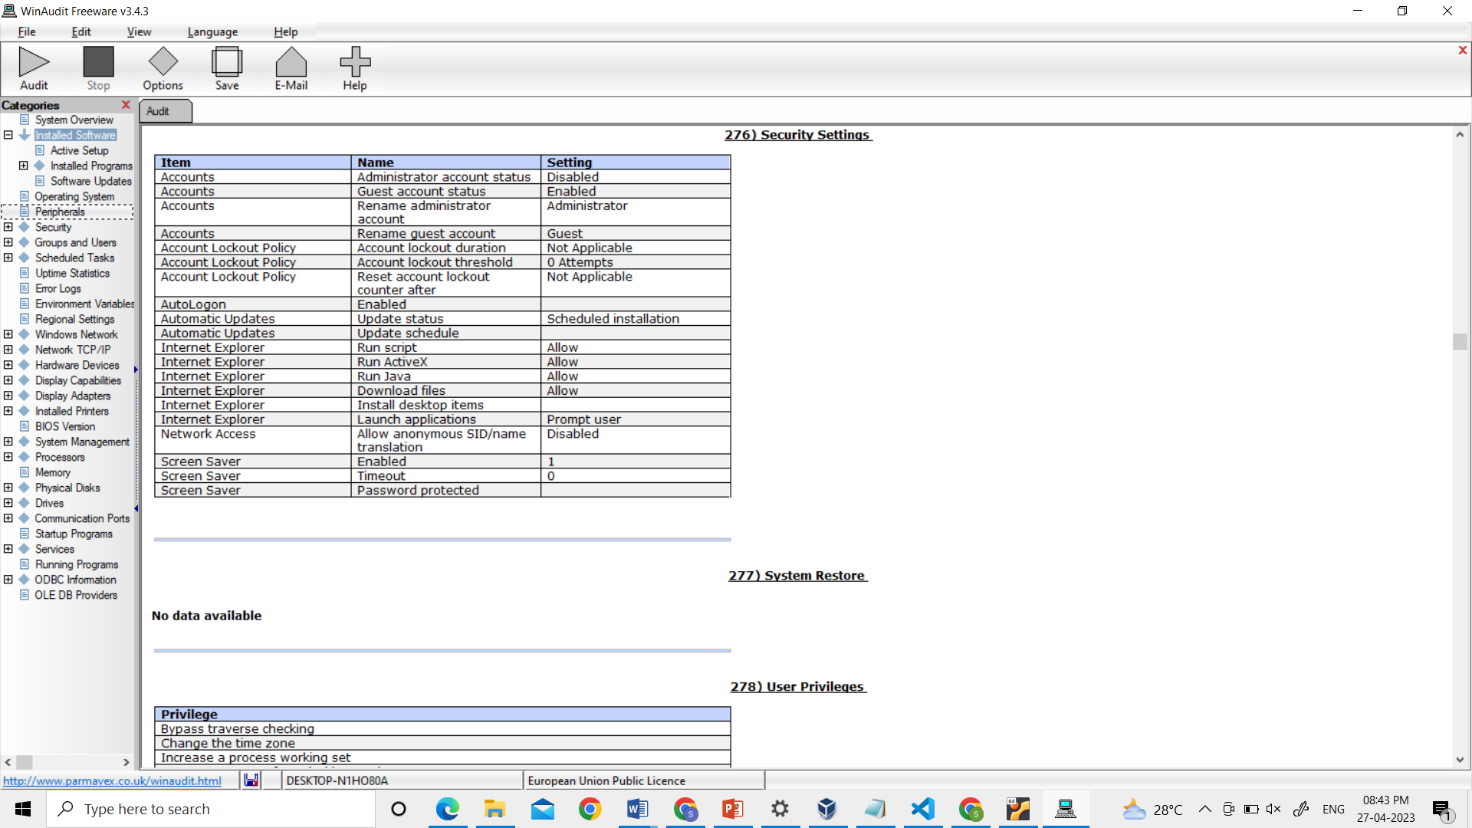 WinAudit Freeware v3.4.3
File Edit View Language Help
Audit Stop Options Save E-Mail Help
Categories
System Overview
Installed Software
Active Setup
Installed Programs
Software Updates
Operating System
Peripherals
Security
Groups and Users
Scheduled Tasks
Uptime Statistics
Error Logs
Environment Variables
Regional Settings
Windows Network
Network TCP/IP
Hardware Devices
Display Capabilities
Display Adapters
Installed Printers
BIOS Version
System Management
Processors
Memory
Physical Disks
Drives
Communication Ports
Startup Programs
Services
Running Programs
ODBC Information
OLE DB Providers
Audit
276) Security Settings
Item Name Setting
Accounts Administrator account status Disabled
Accounts Guest account status Enabled
Accounts Rename administrator account Administrator
Accounts Rename guest account Guest
Account Lockout Policy Account lockout duration Not Applicable
Account Lockout Policy Account lockout threshold 0 Attempts
Account Lockout Policy Reset account lockout counter after Not Applicable
AutoLogon Enabled
Automatic Updates Update status Scheduled installation
Automatic Updates Update schedule
Internet Explorer Run script Allow
Internet Explorer Run ActiveX Allow
Internet Explorer Run Java Allow
Internet Explorer Download files Allow
Internet Explorer Install desktop items
Internet Explorer Launch applications Prompt user
Network Access Allow anonymous SID/name translation Disabled
Screen Saver Enabled 1
Screen Saver Timeout 0
Screen Saver Password protected
277) System Restore
No data available
278) User Privileges
Privilege
Bypass traverse checking
Change the time zone
Increase a process working set
http://www.parmavex.co.uk/winaudit.html DESKTOP-N1HO80A European Union Public Licence
Type here to search 28°C ENG 08:43 PM
27-04-2023 1